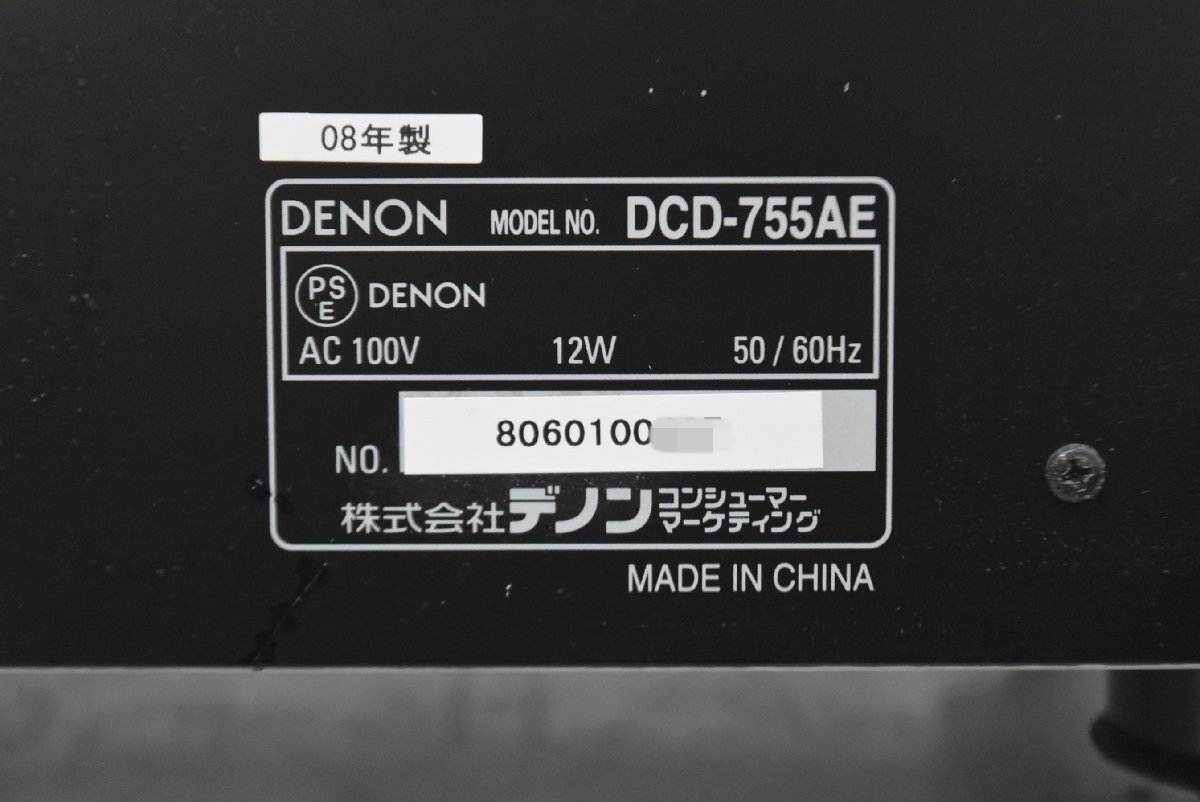 08年製
DENON MODEL NO. DCD-755AE
PSE DENON
AC 100V 12W 50 / 60Hz
NO. 8060100
株式会社デノン コンシューマー
マーケティング
MADE IN CHINA